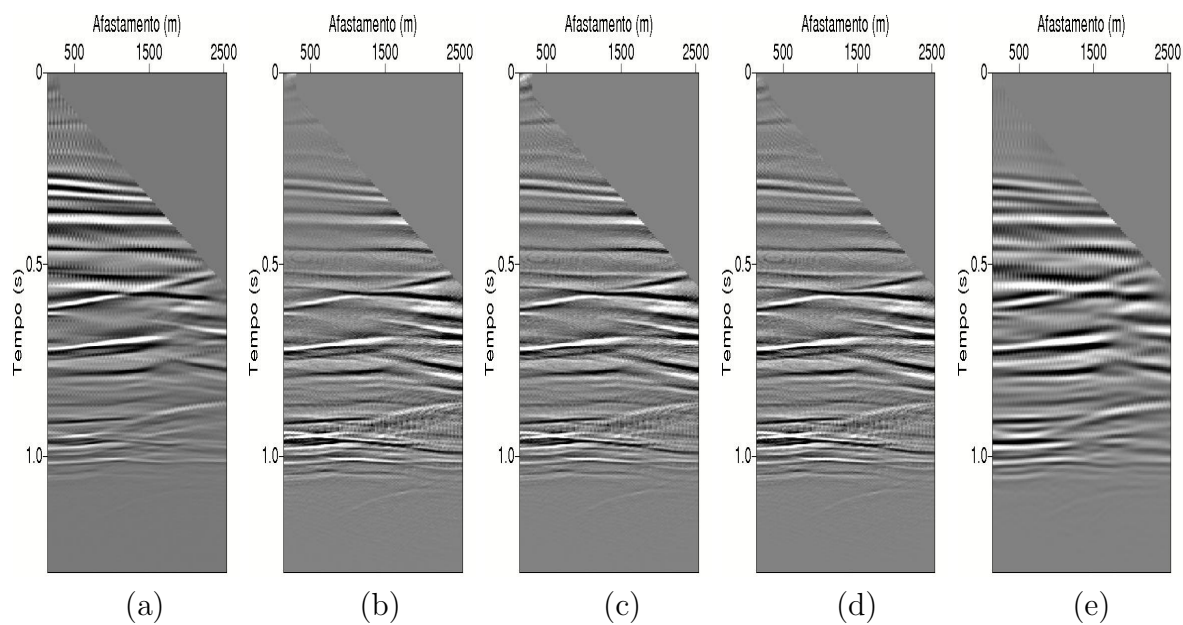 Afastamento (m) Afastamento (m) Afastamento (m) Afastamento (m) Afastamento (m)
500 1500 2500 500 1500 2500 500 1500 2500 500 1500 2500 500 1500 2500
0 0 0 0 0
0.5 0.5 0.5 0.5 0.5
Tempo (s) Tempo (s) Tempo (s) Tempo (s) Tempo (s)
1.0 1.0 1.0 1.0 1.0
(a) (b) (c) (d) (e)